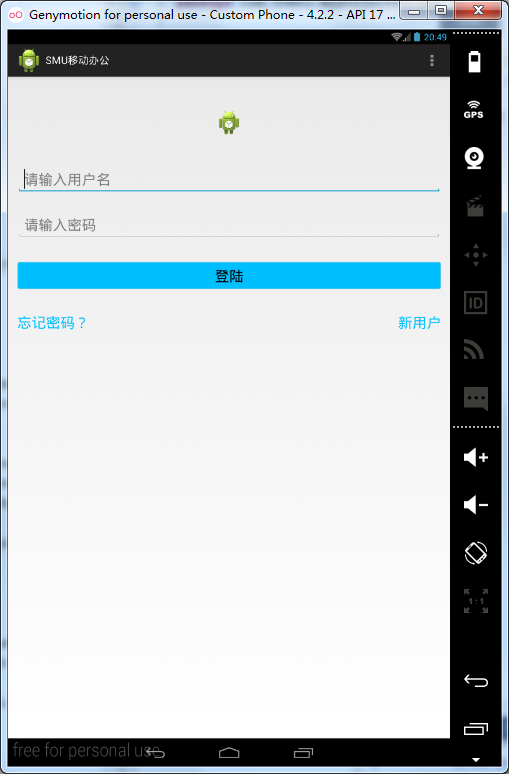 Genymotion for personal use - Custom Phone - 4.2.2 - API 17 ...
20:49
SMU移动办公
GPS
请输入用户名
请输入密码
登陆
忘记密码？
新用户
ID
1:1
free for personal use